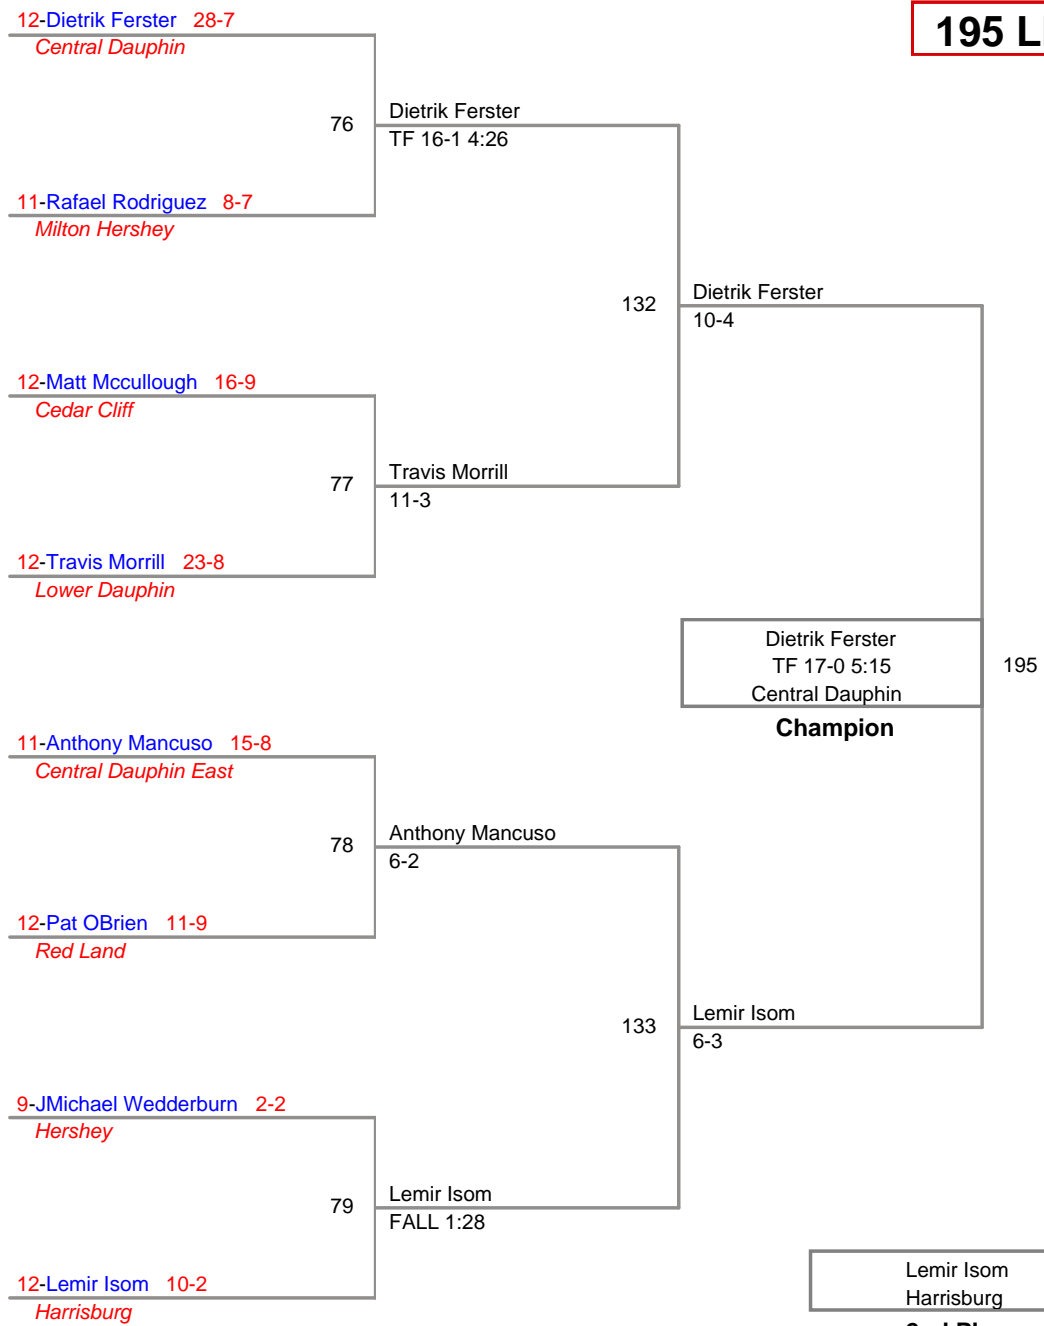 12-Dietrik Ferster 28-7
Central Dauphin
195 L
76
Dietrik Ferster
TF 16-1 4:26
11-Rafael Rodriguez 8-7
Milton Hershey
132
Dietrik Ferster
10-4
12-Matt Mccullough 16-9
Cedar Cliff
77
Travis Morrill
11-3
12-Travis Morrill 23-8
Lower Dauphin
Dietrik Ferster
TF 17-0 5:15
Central Dauphin
195
Champion
11-Anthony Mancuso 15-8
Central Dauphin East
78
Anthony Mancuso
6-2
12-Pat OBrien 11-9
Red Land
133
Lemir Isom
6-3
9-JMichael Wedderburn 2-2
Hershey
79
Lemir Isom
FALL 1:28
12-Lemir Isom 10-2
Harrisburg
Lemir Isom
Harrisburg